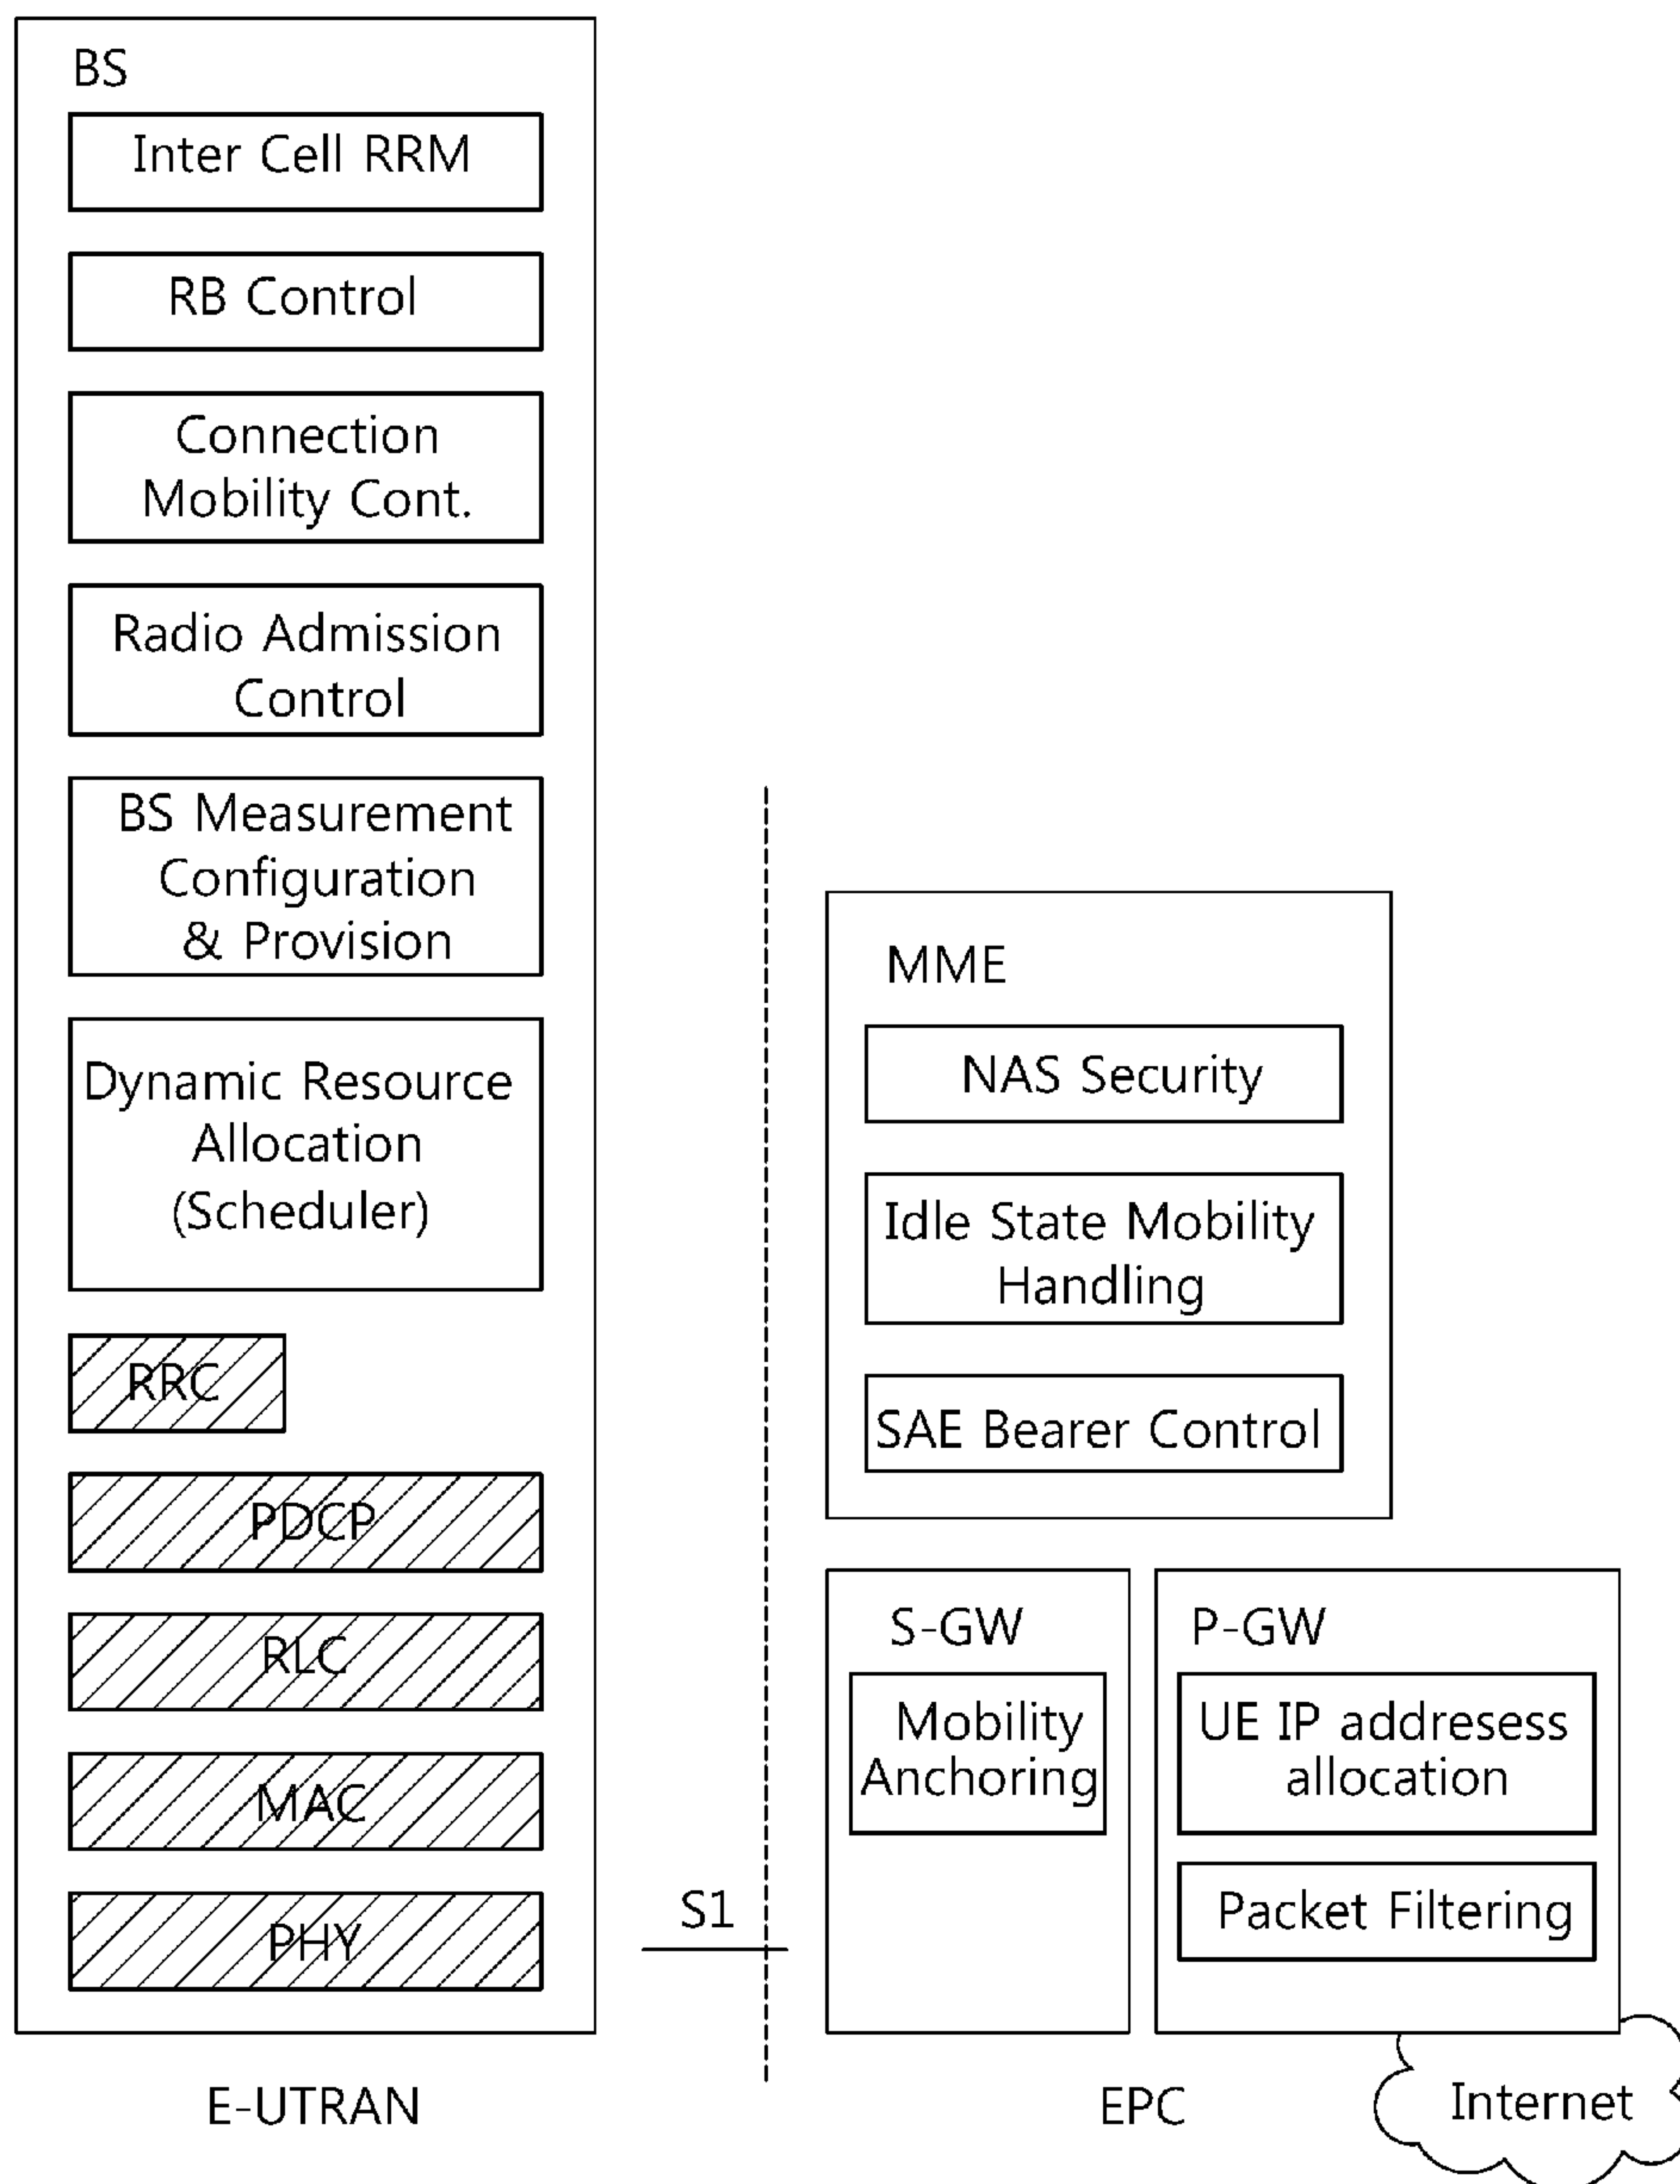 BS
Inter Cell RRM
RB Control
Connection
Mobility Cont.
Radio Admission
Control
BS Measurement
Configuration
& Provision
Dynamic Resource
Allocation
(Scheduler)
RRC
PDCP
RLC
MAC
PHY
E-UTRAN
S1
MME
NAS Security
Idle State Mobility
Handling
SAE Bearer Control
S-GW
Mobility
Anchoring
P-GW
UE IP addresess
allocation
Packet Filtering
EPC
Internet